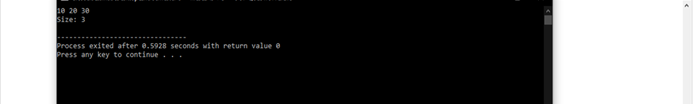 10 20 30
Size: 3
--------------------------------
Process exited after 0.5928 seconds with return value 0
Press any key to continue . . .